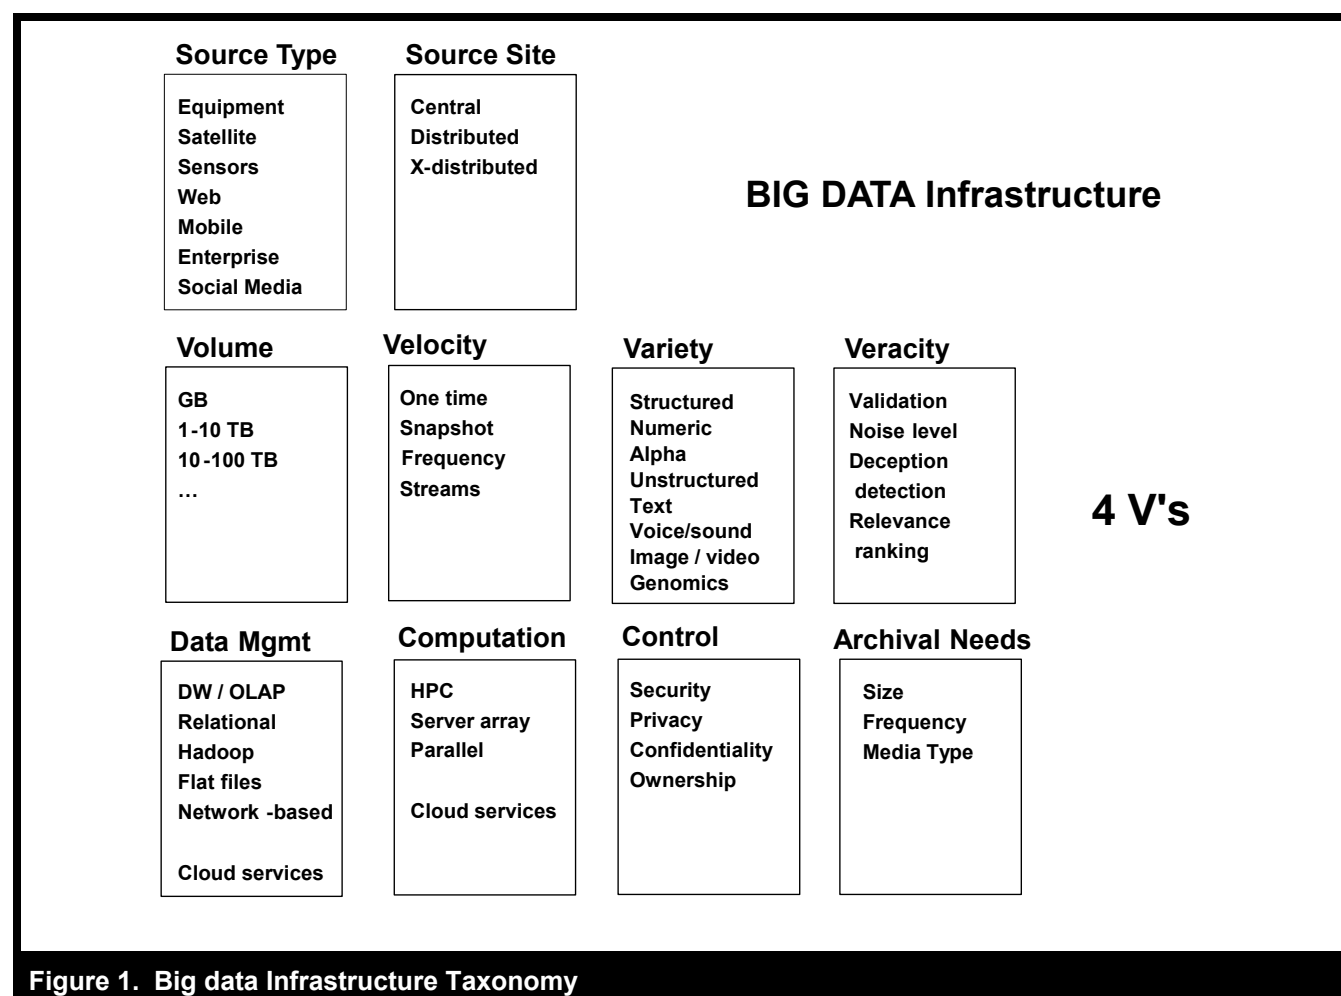 Source Type
Equipment
Satellite
Sensors
Web
Mobile
Enterprise
Social Media
Source Site
Central
Distributed
X-distributed
BIG DATA Infrastructure
Volume
GB
1-10 TB
10-100 TB
…
Velocity
One time
Snapshot
Frequency
Streams
Variety
Structured
Numeric
Alpha
Unstructured
Text
Voice/sound
Image / video
Genomics
Veracity
Validation
Noise level
Deception
detection
Relevance
ranking
4 V's
Data Mgmt
DW / OLAP
Relational
Hadoop
Flat files
Network -based
Cloud services
Computation
HPC
Server array
Parallel
Cloud services
Control
Security
Privacy
Confidentiality
Ownership
Archival Needs
Size
Frequency
Media Type
Figure 1. Big data Infrastructure Taxonomy